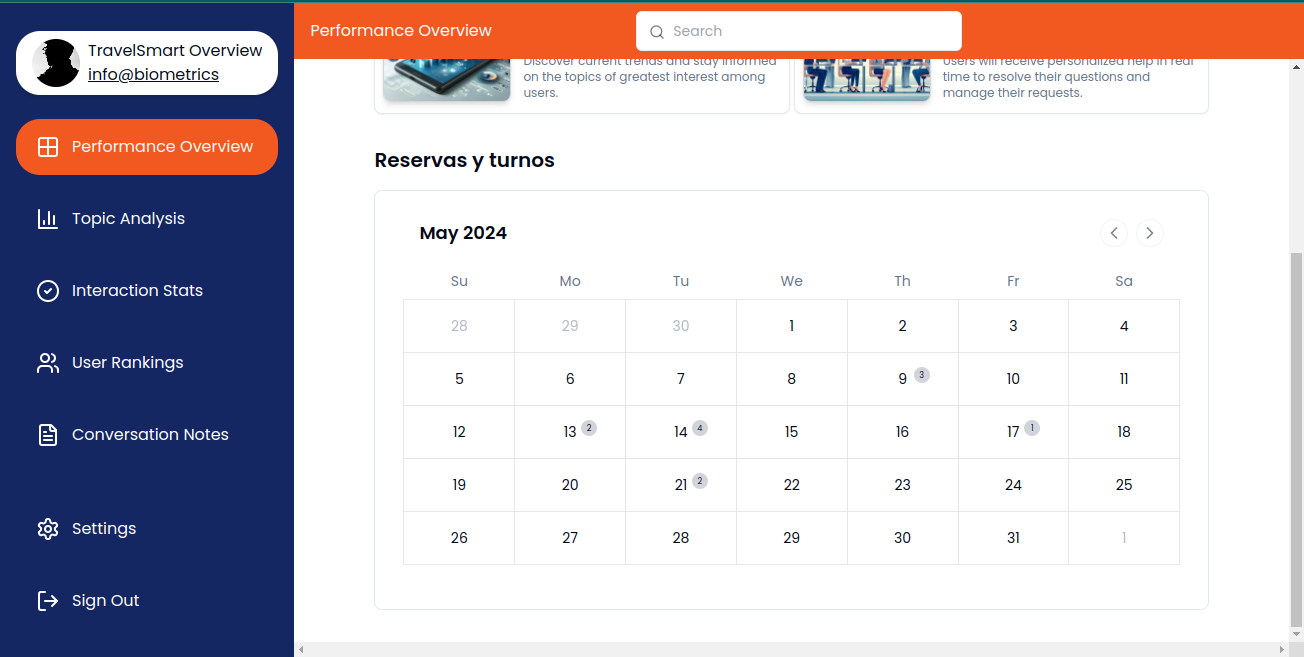 TravelSmart Overview
info@biometrics
Performance Overview
Topic Analysis
Interaction Stats
User Rankings
Conversation Notes
Settings
Sign Out
Performance Overview
Search
Discover current trends and stay informed
on the topics of greatest interest among
users.
Users will receive personalized help in real
time to resolve their questions and
manage their requests.
Reservas y turnos
May 2024
Su Mo Tu We Th Fr Sa
28 29 30 1 2 3 4
5 6 7 8 9 3 10 11
12 13 2 14 4 15 16 17 1 18
19 20 21 2 22 23 24 25
26 27 28 29 30 31 1